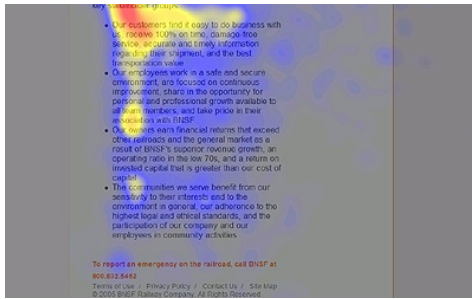 key stakeholder groups:
• Our customers find it easy to do business with
us, receive 100% on time, damage-free
service, accurate and timely information
regarding their shipment, and the best
transportation value
• Our employees work in a safe and secure
environment, are focused on continuous
improvement, share in the opportunity for
personal and professional growth available to
all team members, and take pride in their
association with BNSF
• Our owners earn financial returns that exceed
other railroads and the general market as a
result of BNSF's superior revenue growth, an
operating ratio in the low 70s, and a return on
invested capital that is greater than our cost of
capital
• The communities we serve benefit from our
sensitivity to their interests and to the
environment in general, our adherence to the
highest legal and ethical standards, and the
participation of our company and our
employees in community activities
To report an emergency on the railroad, call BNSF at
800.832.5452
Terms of Use / Privacy Policy / Contact Us / Site Map
© 2005 BNSF Railway Company. All Rights Reserved